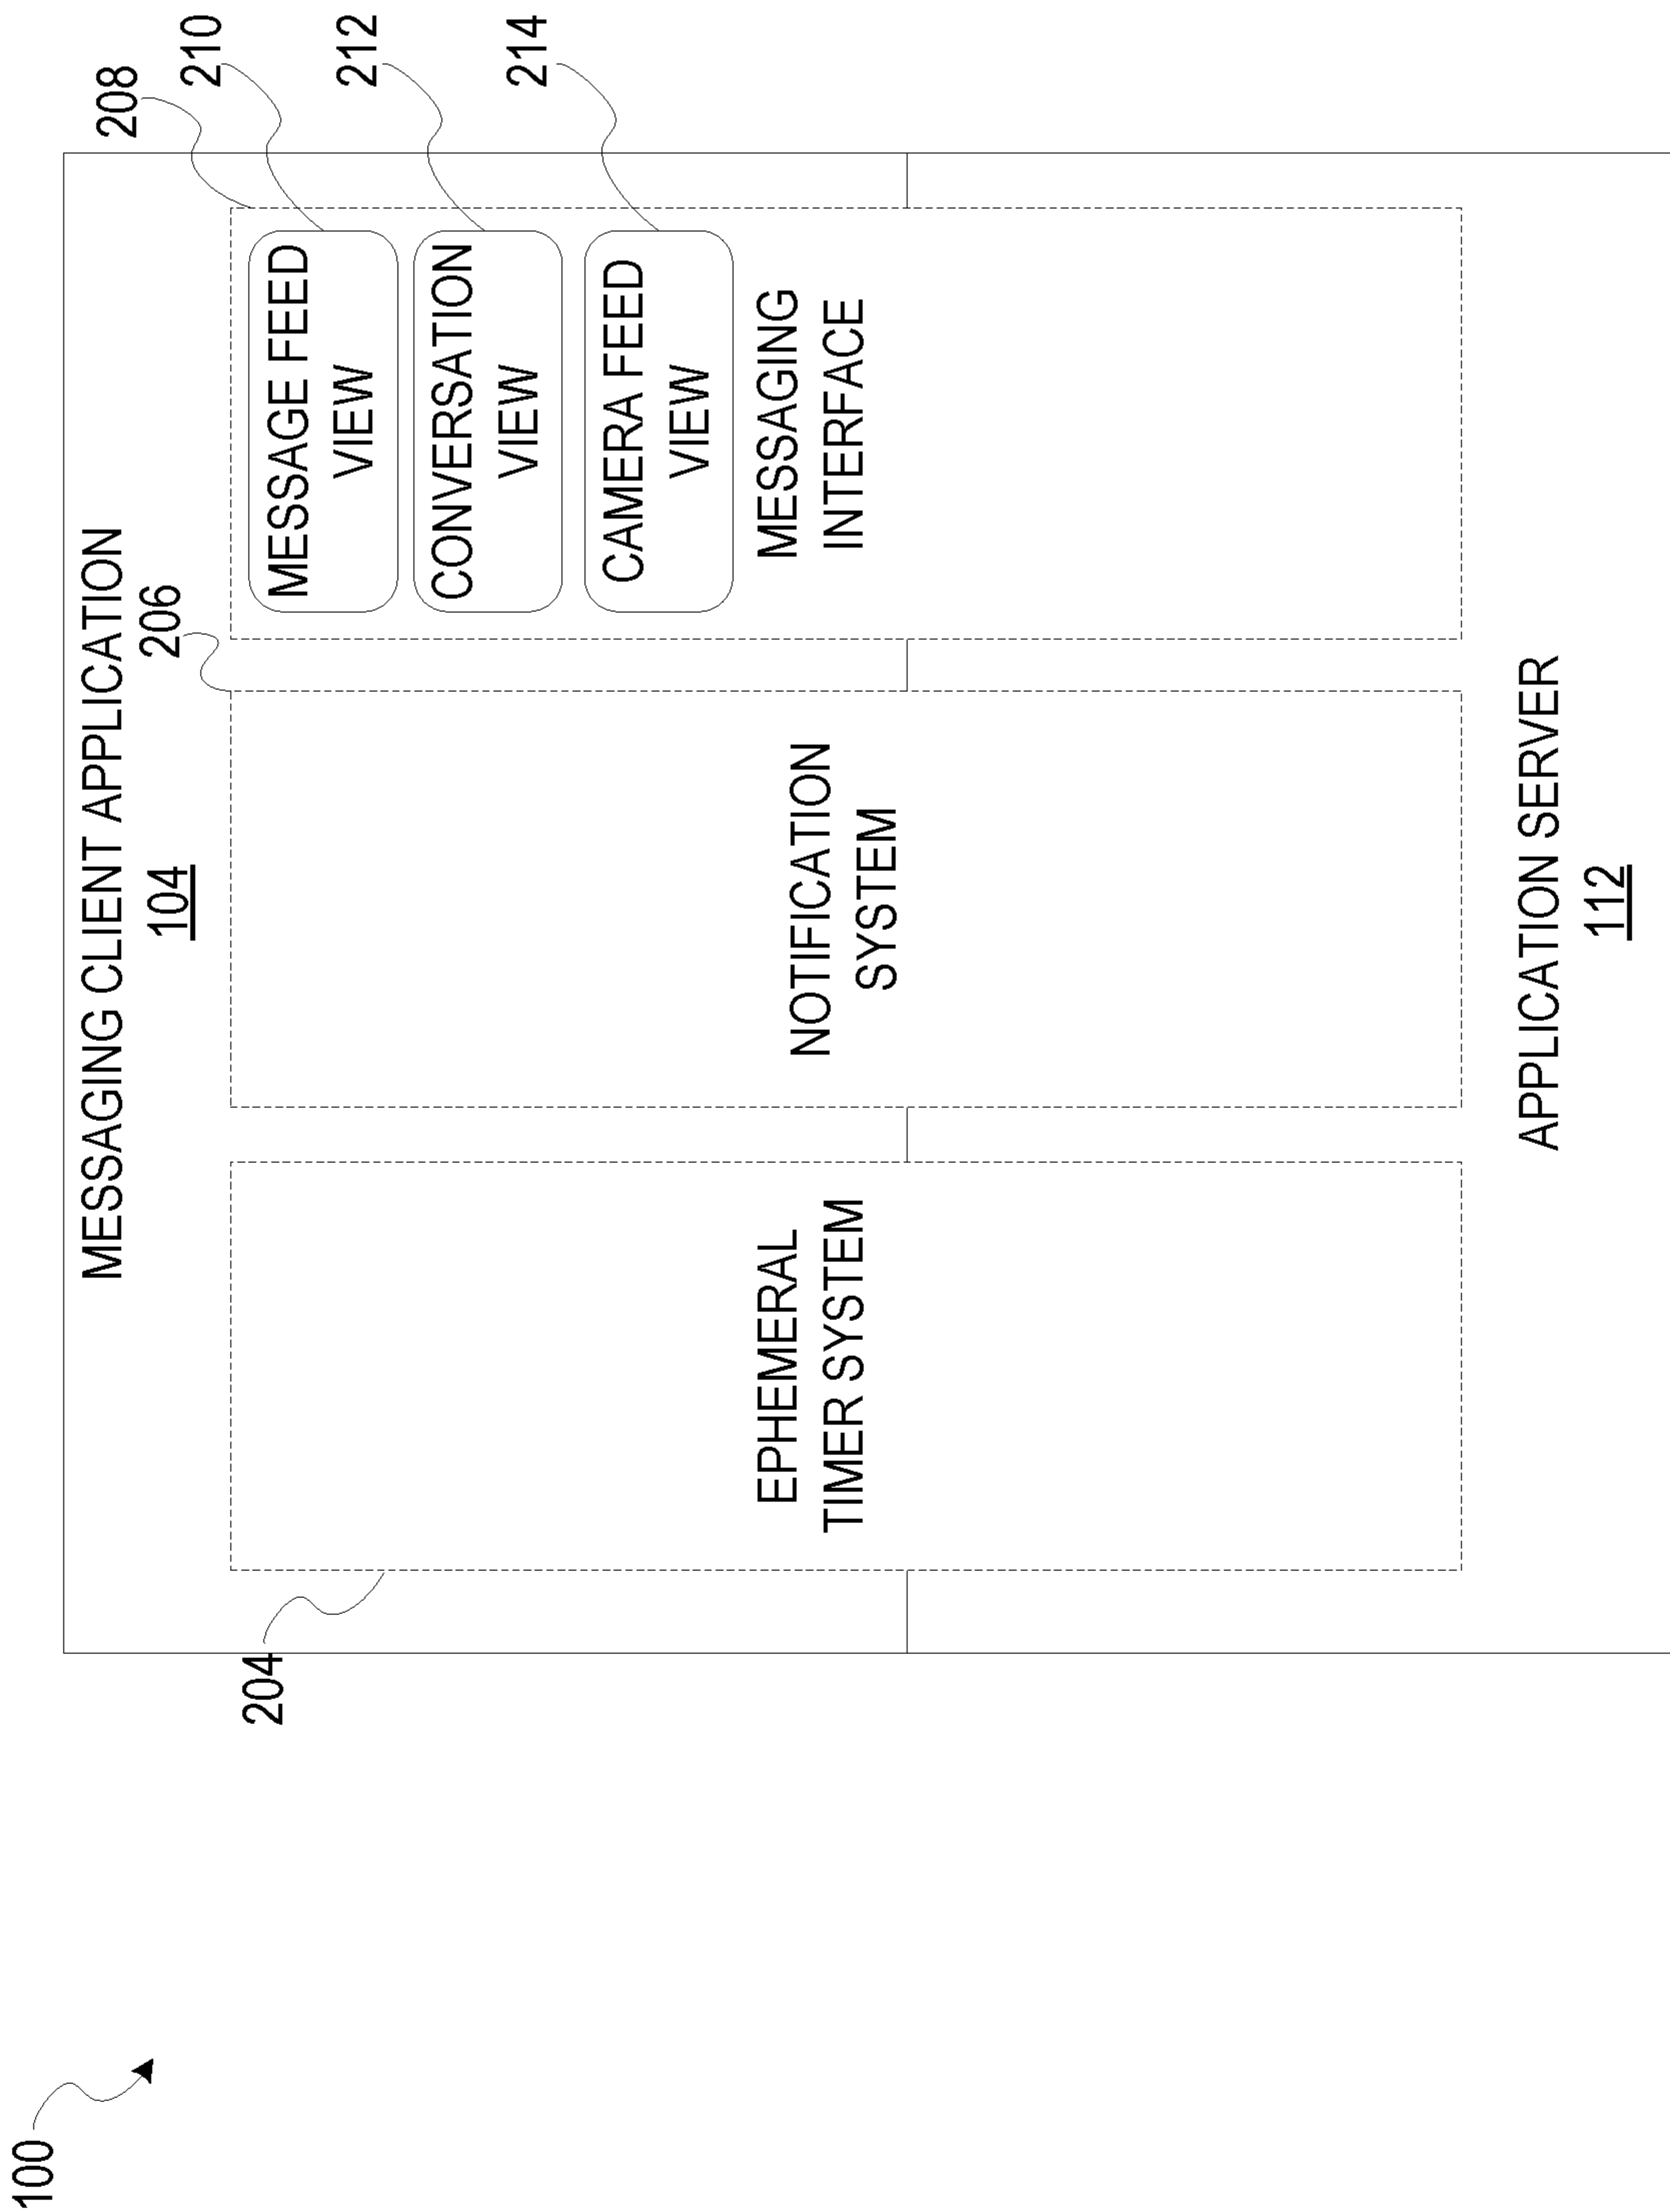 100
MESSAGING CLIENT APPLICATION
104
204
206
208
210
212
214
EPHEMERAL
TIMER SYSTEM
NOTIFICATION
SYSTEM
MESSAGE FEED
VIEW
CONVERSATION
VIEW
CAMERA FEED
VIEW
MESSAGING
INTERFACE
APPLICATION SERVER
112